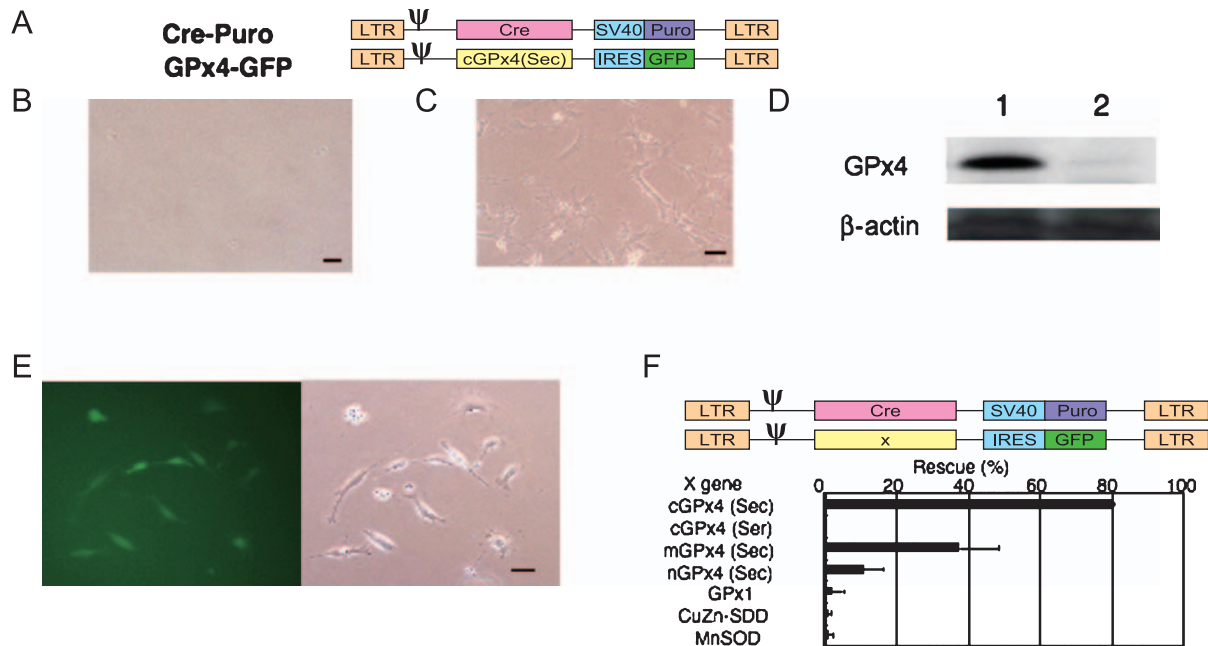 A
Cre-Puro
LTR ψ Cre SV40 Puro LTR
GPx4-GFP
LTR ψ cGPx4(Sec) IRES GFP LTR
B
C
D
1 2
GPx4
β-actin
E
F
LTR ψ Cre SV40 Puro LTR
LTR ψ x IRES GFP LTR
Rescue (%)
X gene
0 20 40 60 80 100
cGPx4 (Sec)
cGPx4 (Ser)
mGPx4 (Sec)
nGPx4 (Sec)
GPx1
CuZn-SDD
MnSOD